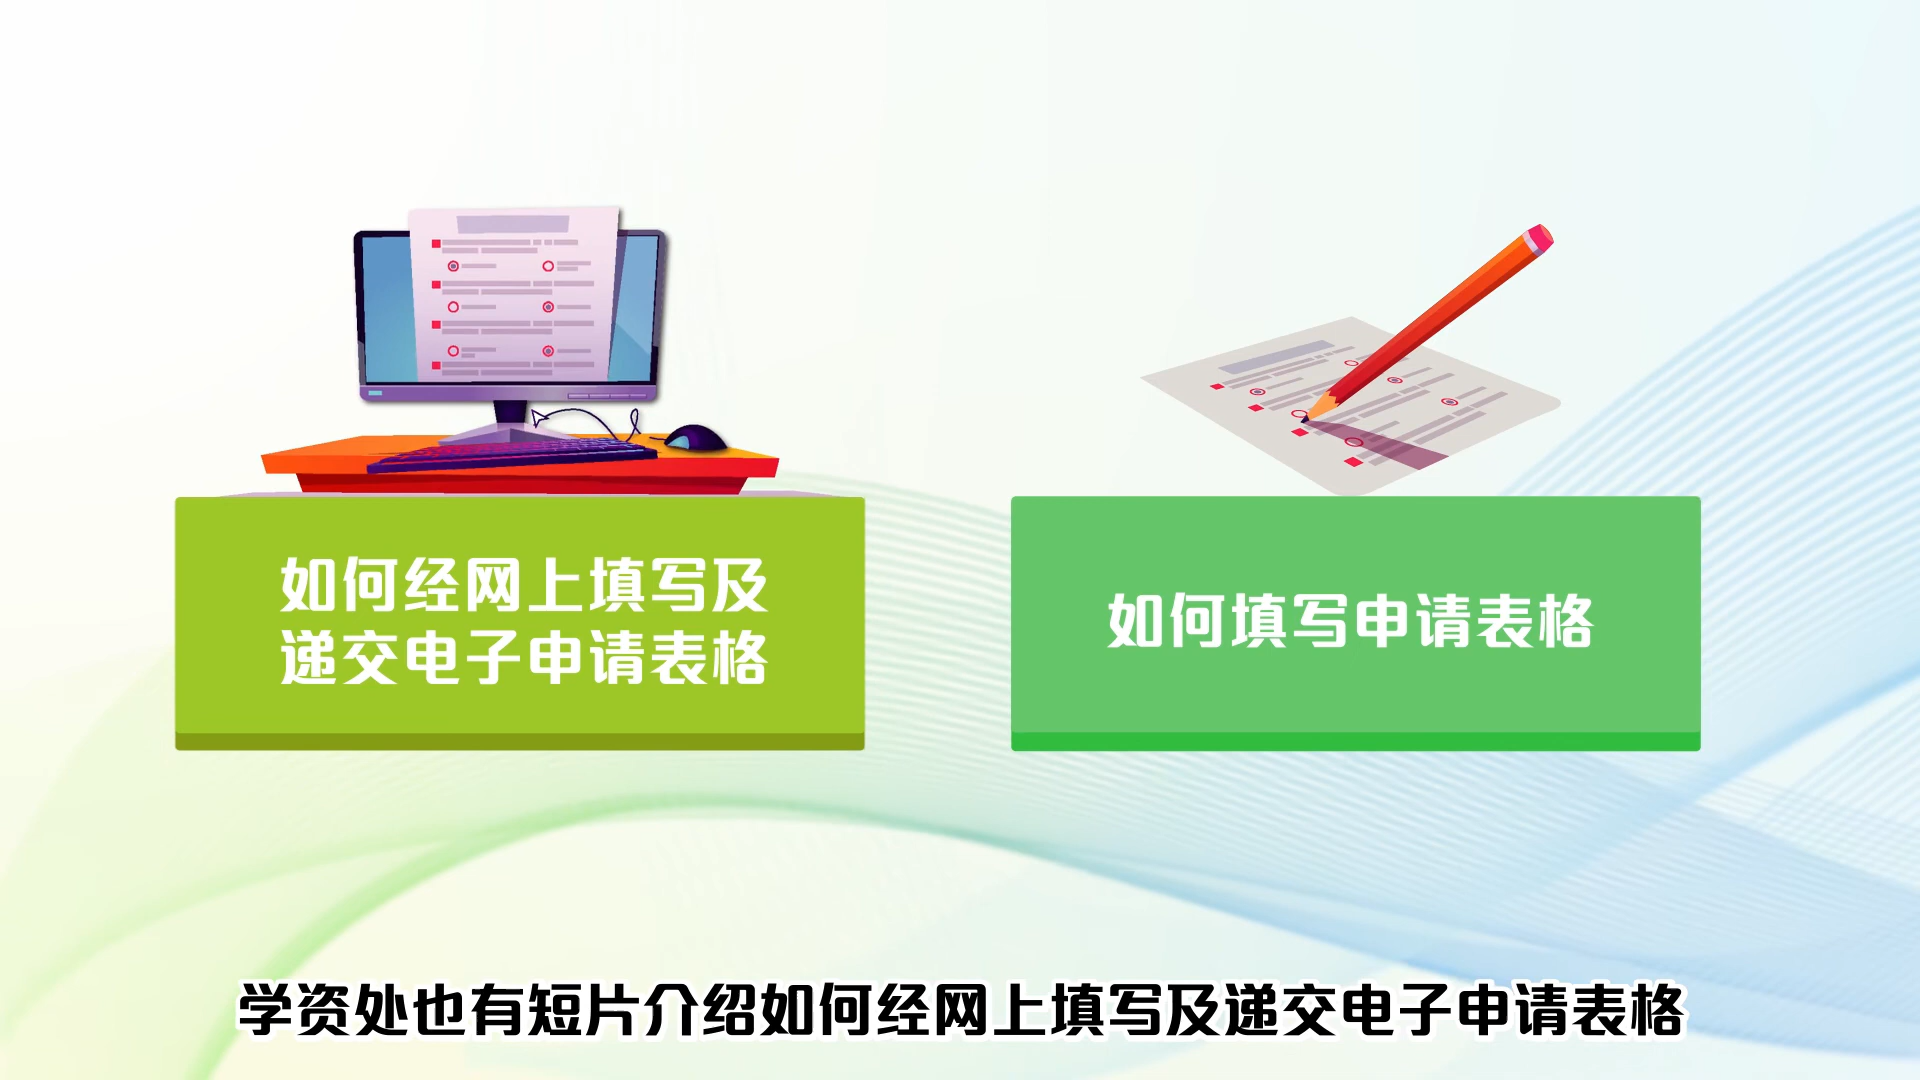 如何经网上填写及
递交电子申请表格
如何填写申请表格
学资处也有短片介绍如何经网上填写及递交电子申请表格